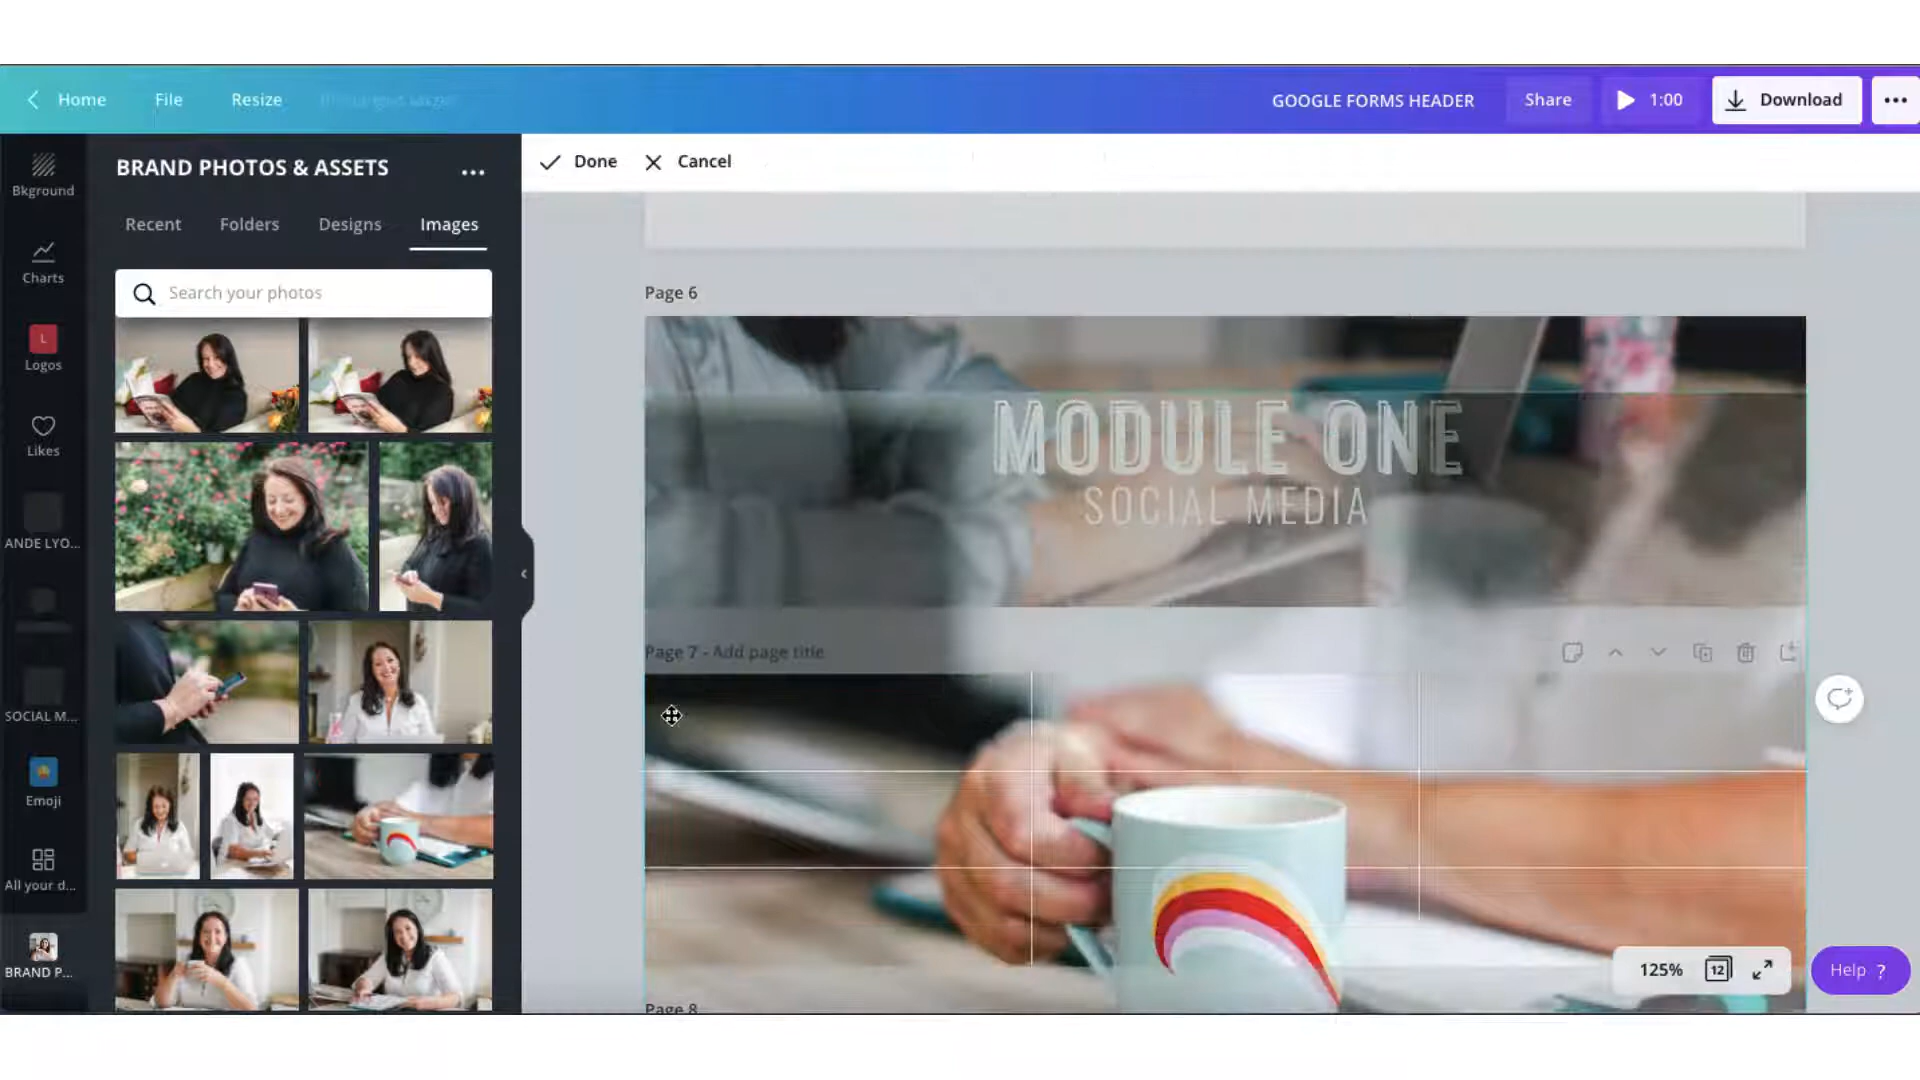 Home
File
Resize
GOOGLE FORMS HEADER
Share
1:00
Download
Bkground
Charts
L
Logos
Likes
ANDE LYO...
SOCIAL M...
Emoji
All your d...
BRAND P...
BRAND PHOTOS & ASSETS
Recent
Folders
Designs
Images
Search your photos
Done
Cancel
Page 6
MODULE ONE
SOCIAL MEDIA
Page 7 - Add page title
Page 8
125%
12
Help ?